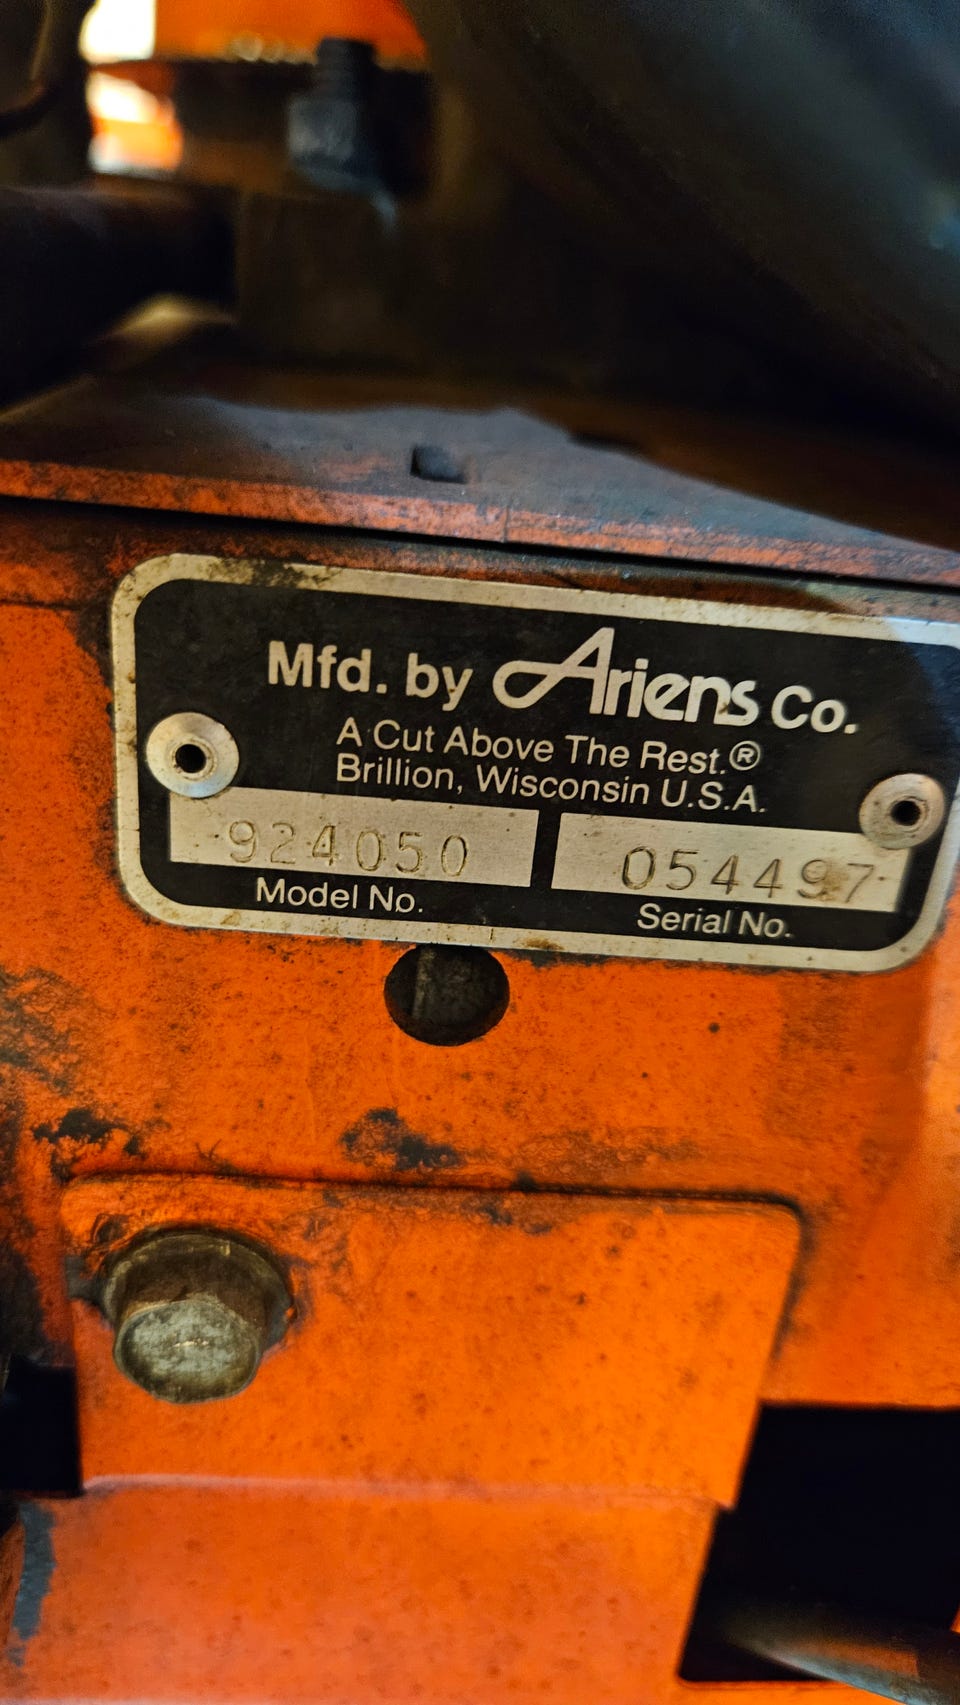 Mfd. by Ariens Co.
A Cut Above The Rest.®
Brillion, Wisconsin U.S.A.
924050 054497
Model No. Serial No.